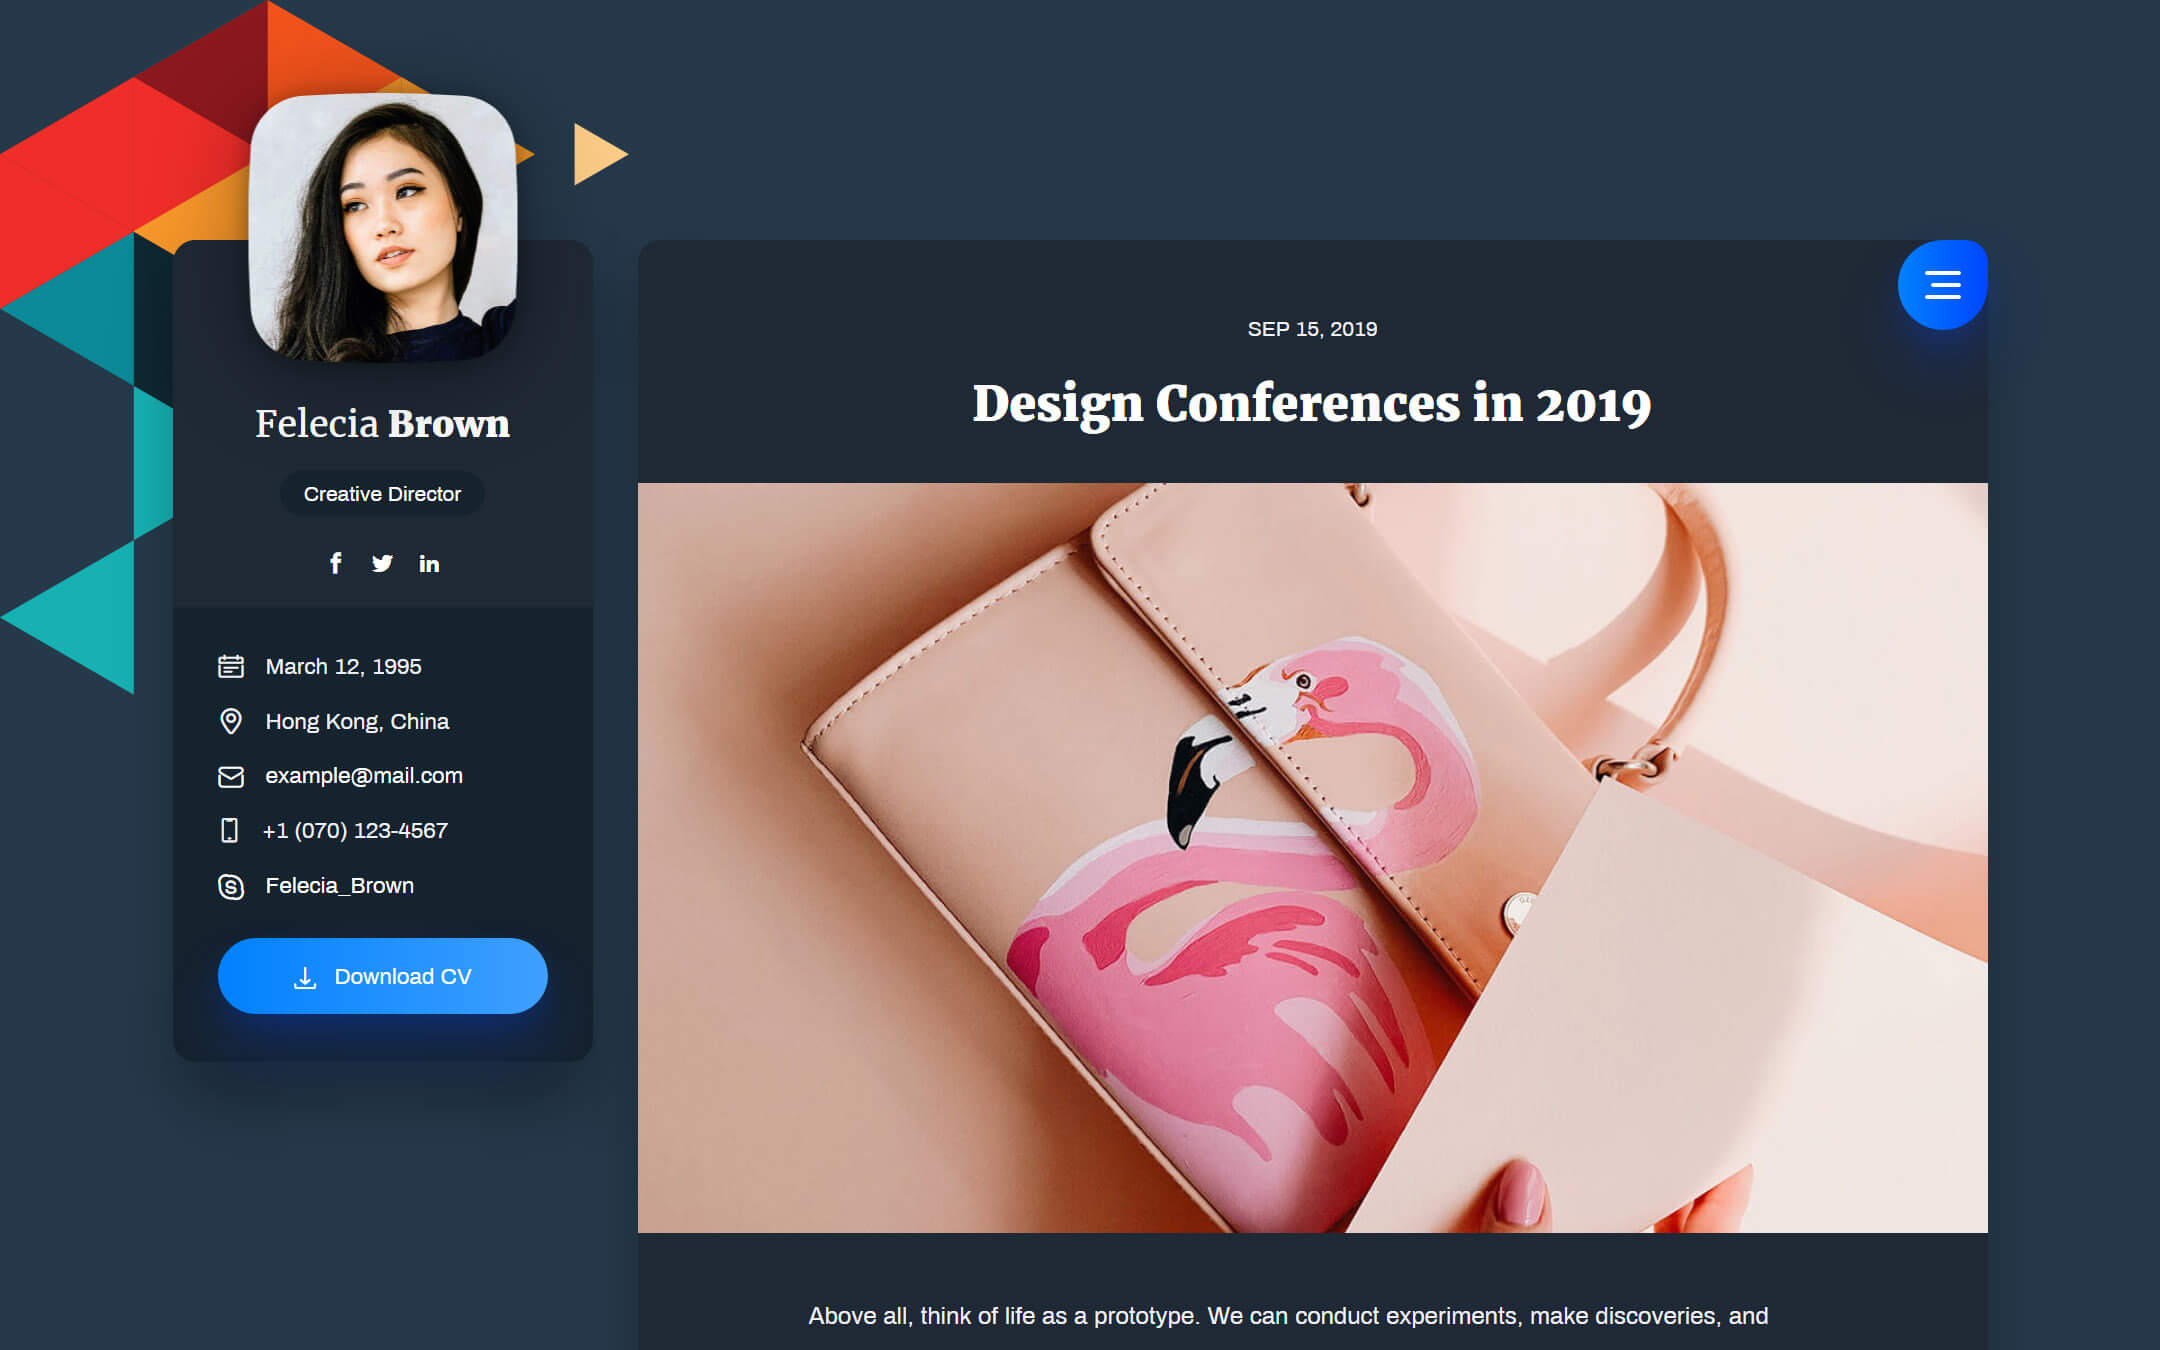 Felecia Brown
Creative Director
March 12, 1995
Hong Kong, China
example@mail.com
+1 (070) 123-4567
Felecia_Brown
Download CV
SEP 15, 2019
Design Conferences in 2019
Above all, think of life as a prototype. We can conduct experiments, make discoveries, and